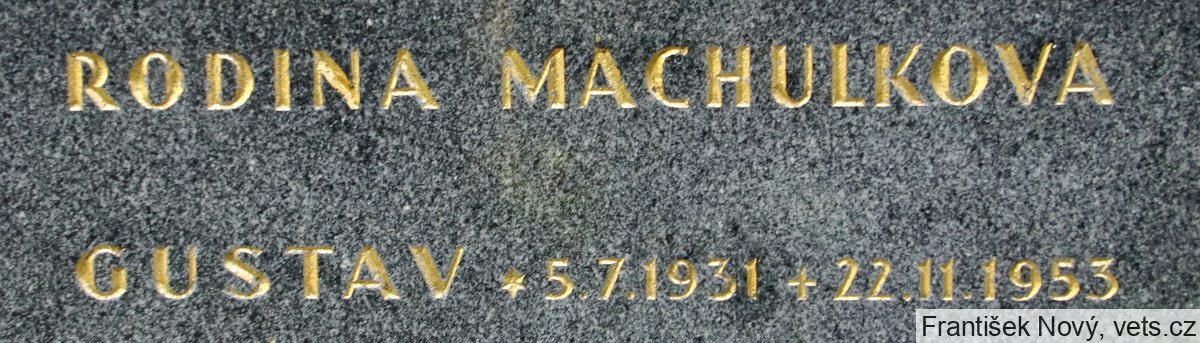 RODINA MACHULKOVA
GUSTAV * 5.7.1931 + 22.11.1953
František Nový, vets.cz